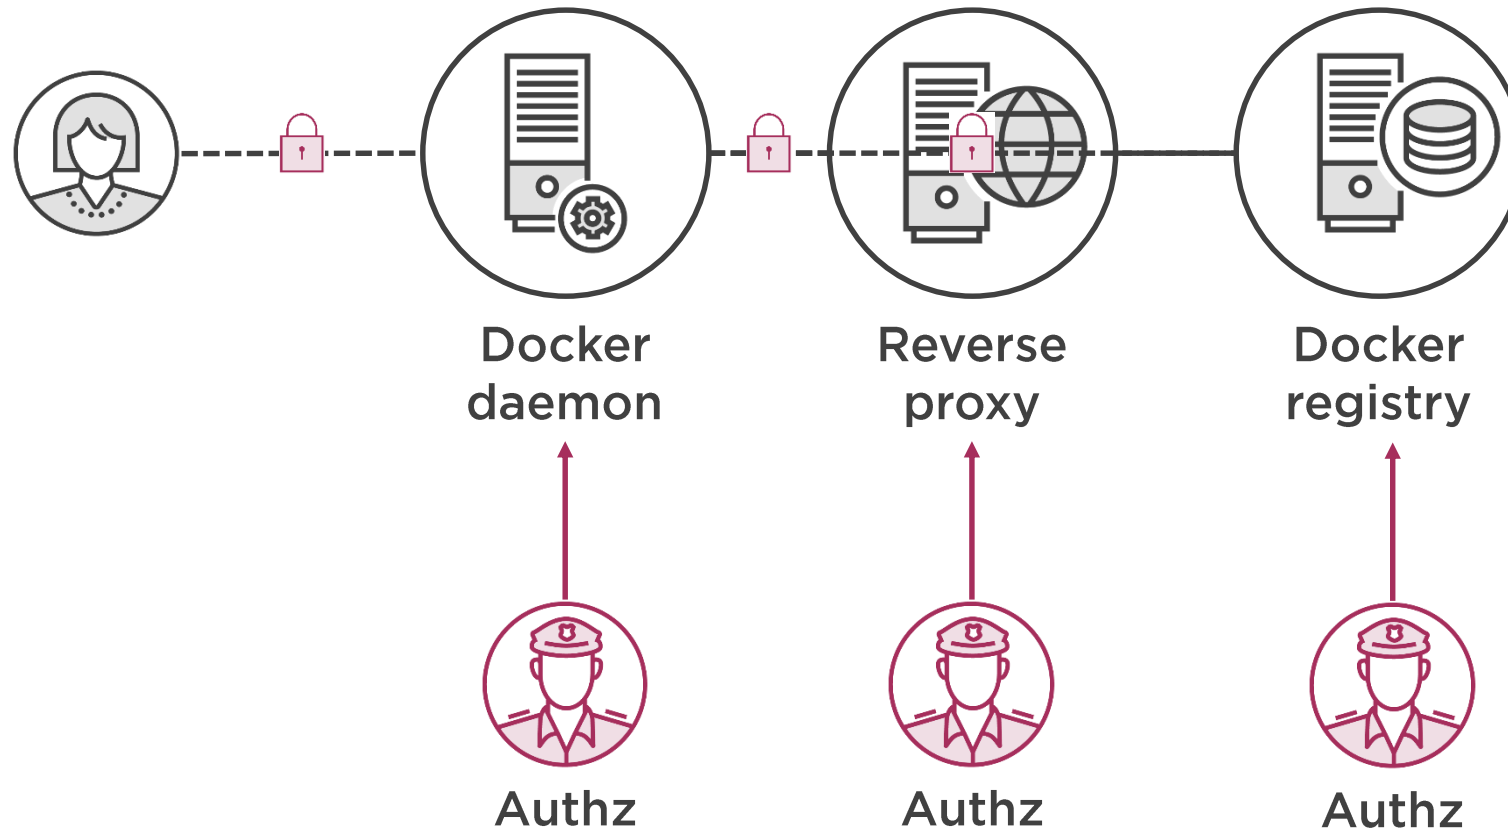 Docker
daemon
Reverse
proxy
Docker
registry
Authz
Authz
Authz